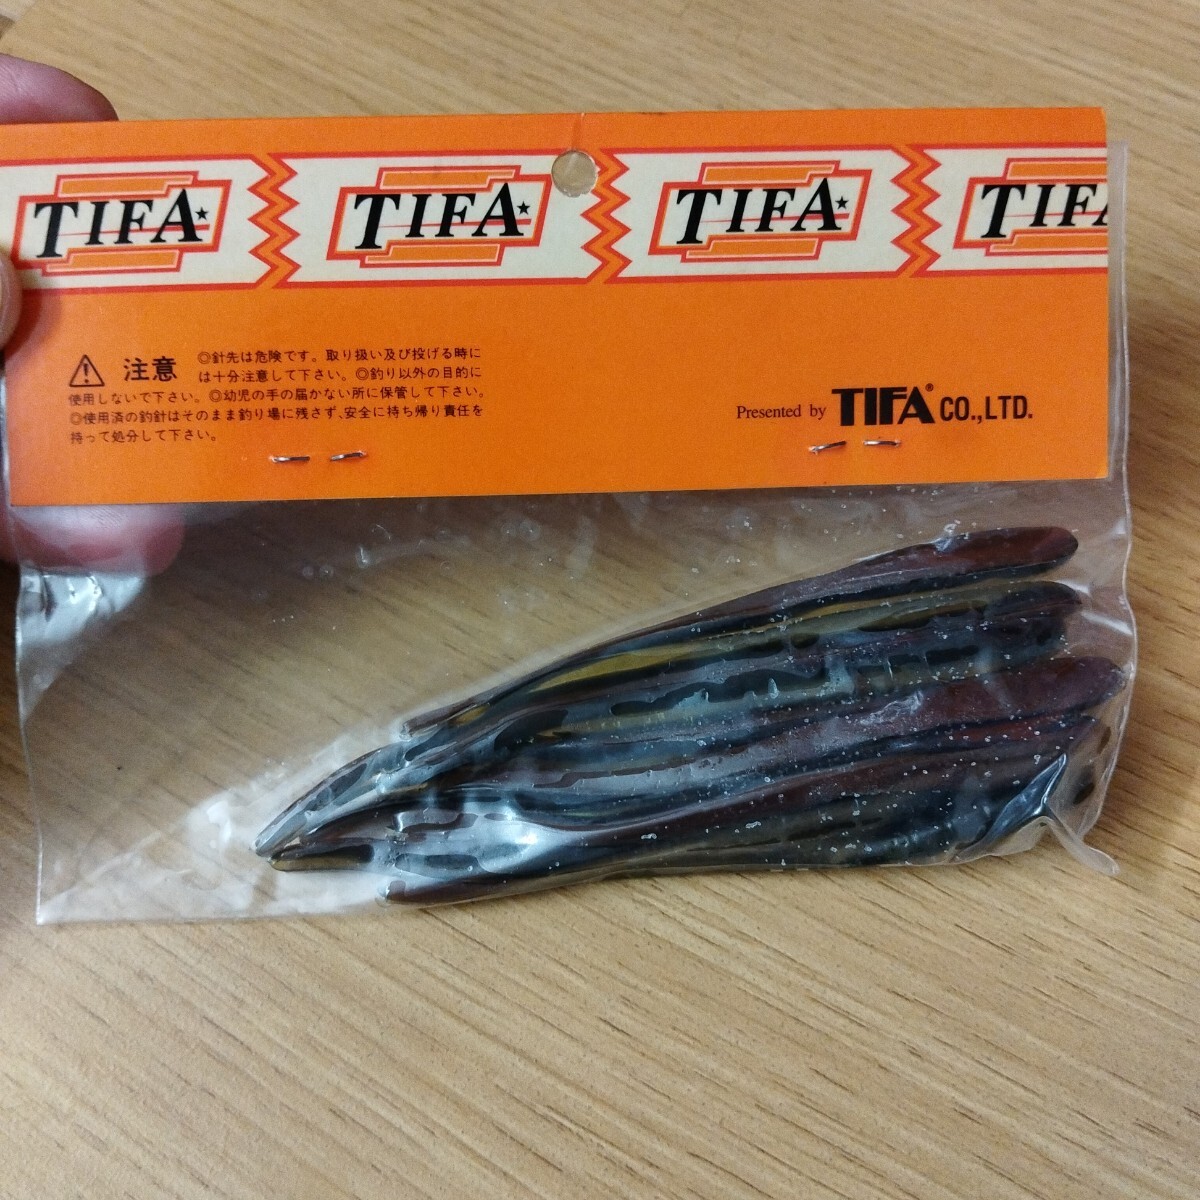 TIFA TIFA TIFA TIFA
注意 ◎針先は危険です。取り扱い及び投げる時に
は十分注意して下さい。◎釣り以外の目的に
使用しないで下さい。◎幼児の手の届かない所に保管して下さい。
◎使用済の釣針はそのまま釣り場に残さず、安全に持ち帰り責任を
持って処分して下さい。
Presented by TIFA® CO.,LTD.